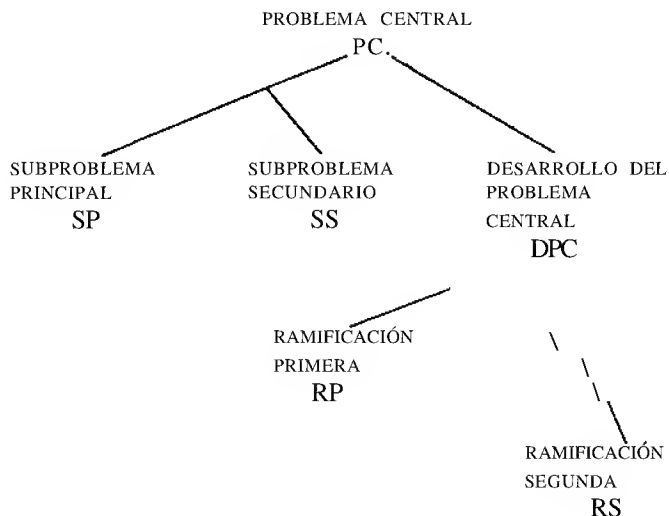 PROBLEMA CENTRAL
PC.
SUBPROBLEMA
PRINCIPAL
SP
SUBPROBLEMA
SECUNDARIO
SS
DESARROLLO DEL
PROBLEMA
CENTRAL
DPC
RAMIFICACIÓN
PRIMERA
RP
RAMIFICACIÓN
SEGUNDA
RS